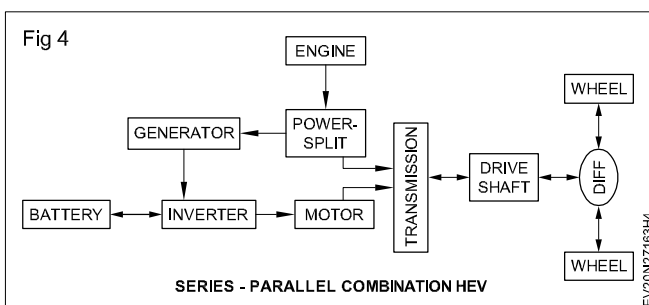 Fig 4
ENGINE
WHEEL
GENERATOR
POWER-
SPLIT
TRANSMISSION
DRIVE
SHAFT
DIFF
BATTERY
INVERTER
MOTOR
WHEEL
SERIES - PARALLEL COMBINATION HEV
EV20N27163H4